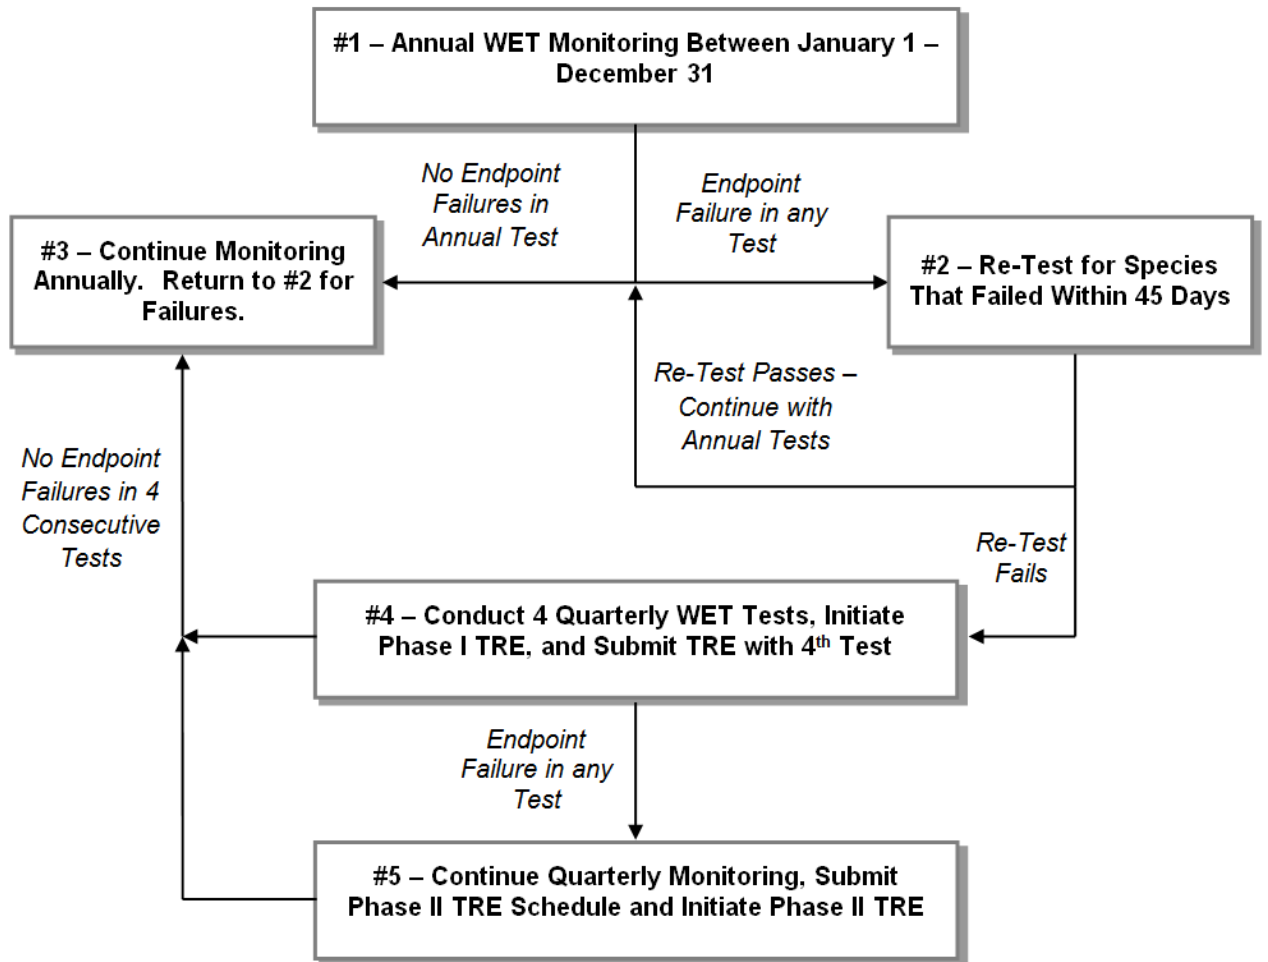 #1 – Annual WET Monitoring Between January 1 –
December 31
No Endpoint
Failures in
Annual Test
Endpoint
Failure in any
Test
#3 – Continue Monitoring
Annually.  Return to #2 for
Failures.
#2 – Re-Test for Species
That Failed Within 45 Days
Re-Test Passes –
Continue with
Annual Tests
No Endpoint
Failures in 4
Consecutive
Tests
Re-Test
Fails
#4 – Conduct 4 Quarterly WET Tests, Initiate
Phase I TRE, and Submit TRE with 4th Test
Endpoint
Failure in any
Test
#5 – Continue Quarterly Monitoring, Submit
Phase II TRE Schedule and Initiate Phase II TRE